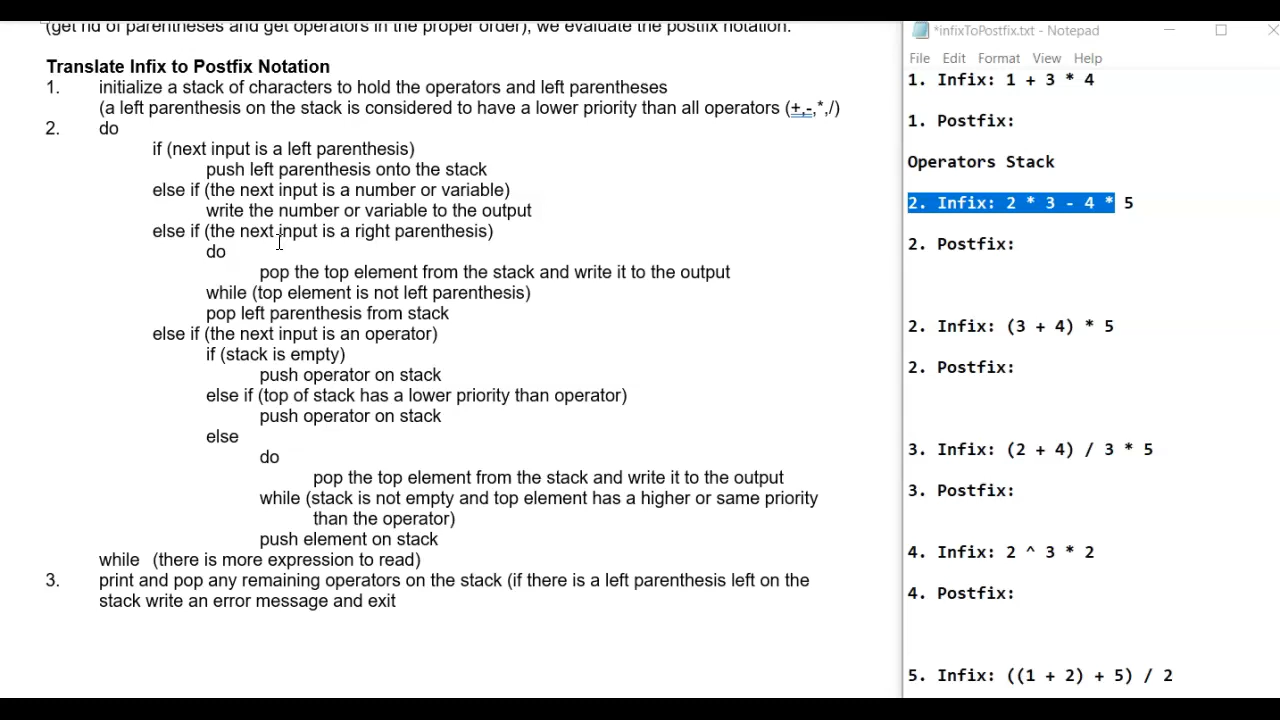 (get rid of parentheses and get operators in the proper order), we evaluate the postfix notation.
Translate Infix to Postfix Notation
1. initialize a stack of characters to hold the operators and left parentheses
(a left parenthesis on the stack is considered to have a lower priority than all operators (+,-,*,/)
2. do
if (next input is a left parenthesis)
push left parenthesis onto the stack
else if (the next input is a number or variable)
write the number or variable to the output
else if (the next input is a right parenthesis)
do
pop the top element from the stack and write it to the output
while (top element is not left parenthesis)
pop left parenthesis from stack
else if (the next input is an operator)
if (stack is empty)
push operator on stack
else if (top of stack has a lower priority than operator)
push operator on stack
else
do
pop the top element from the stack and write it to the output
while (stack is not empty and top element has a higher or same priority
than the operator)
push element on stack
while (there is more expression to read)
3. print and pop any remaining operators on the stack (if there is a left parenthesis left on the
stack write an error message and exit
*infixToPostfix.txt - Notepad
File Edit Format View Help
1. Infix: 1 + 3 * 4
1. Postfix:
Operators Stack
2. Infix: 2 * 3 - 4 * 5
2. Postfix:
2. Infix: (3 + 4) * 5
2. Postfix:
3. Infix: (2 + 4) / 3 * 5
3. Postfix:
4. Infix: 2 ^ 3 * 2
4. Postfix:
5. Infix: ((1 + 2) + 5) / 2